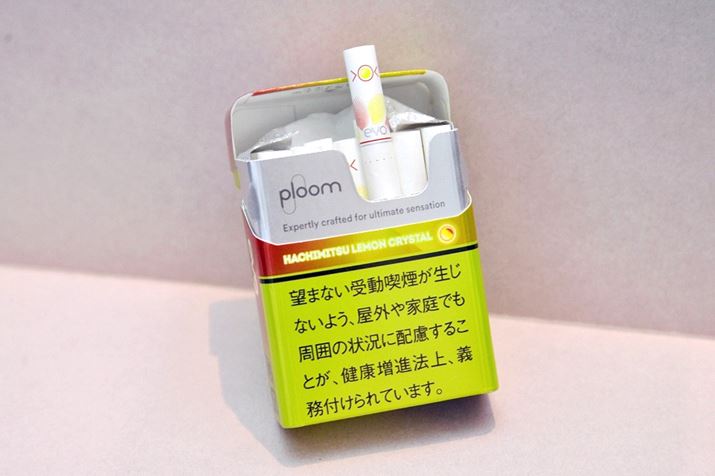 evo
ploom
Expertly crafted for ultimate sensation
HACHIMITSU LEMON CRYSTAL
望まない受動喫煙が生じ
ないよう、屋外や家庭でも
周囲の状況に配慮するこ
とが、健康増進法上、義
務付けられています。